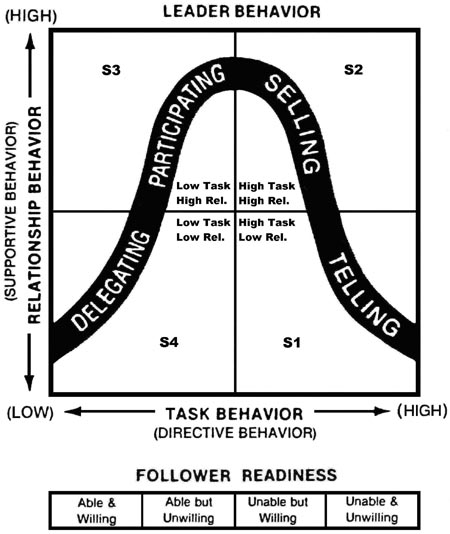 (HIGH)
LEADER BEHAVIOR
S3
S2
PARTICIPATING
SELLING
(SUPPORTIVE BEHAVIOR)
RELATIONSHIP BEHAVIOR
Low Task
High Rel.
High Task
High Rel.
Low Task
Low Rel.
High Task
Low Rel.
DELEGATING
TELLING
S4
S1
(LOW)
TASK BEHAVIOR
(HIGH)
(DIRECTIVE BEHAVIOR)
FOLLOWER READINESS
Able &
Willing
Able but
Unwilling
Unable but
Willing
Unable &
Unwilling